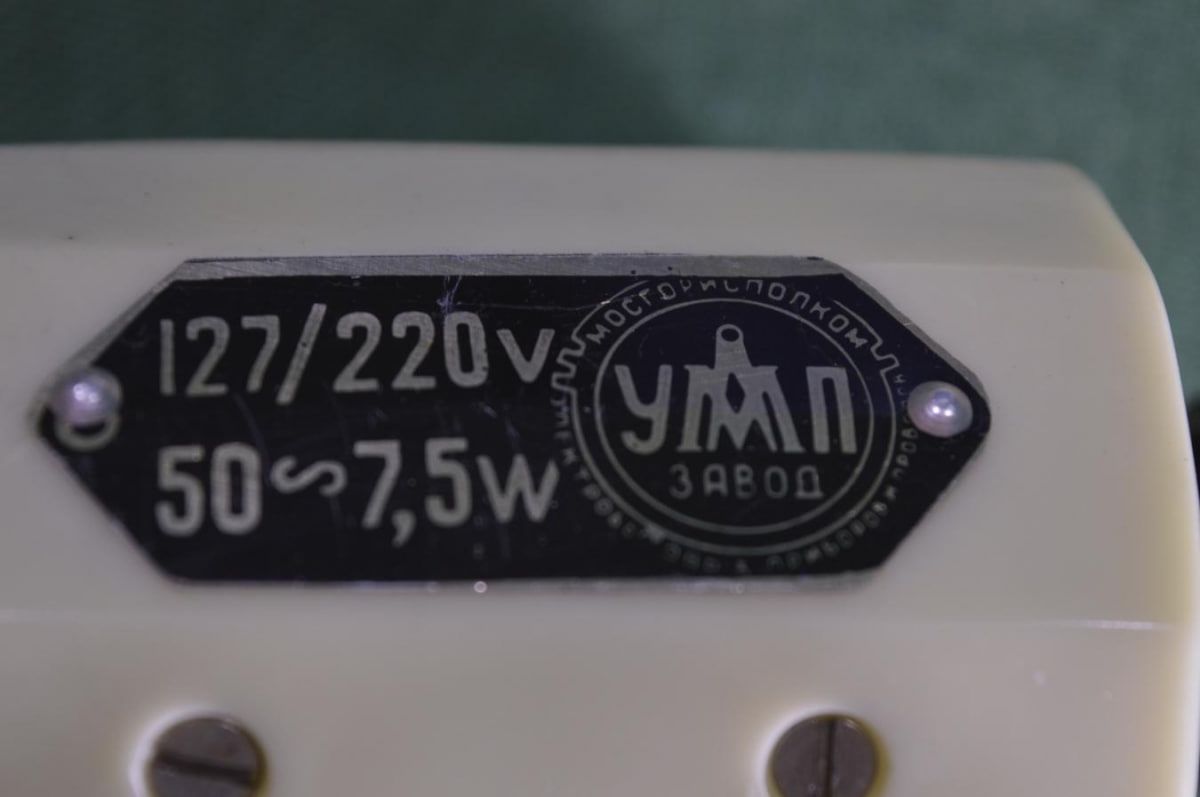 127/220V
50~7,5W
МОСГОРИСПОЛКОМ
УМП
ЗАВОД